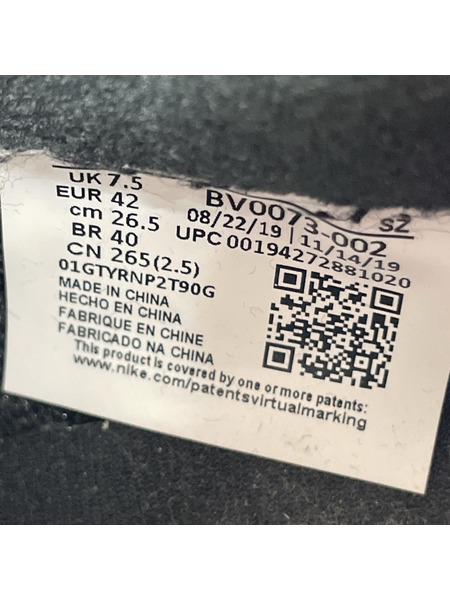 UK 7.5
EUR 42
cm 26.5
BR 40
CN 265(2.5)
01GTYRNP2T90G
BV0073-002 SZ
08/22/19 | 11/14/19
UPC 00194272881020
MADE IN CHINA
HECHO EN CHINA
FABRIQUE EN CHINE
FABRICADO NA CHINA
This product is covered by one or more patents:
www.nike.com/patentsvirtualmarking